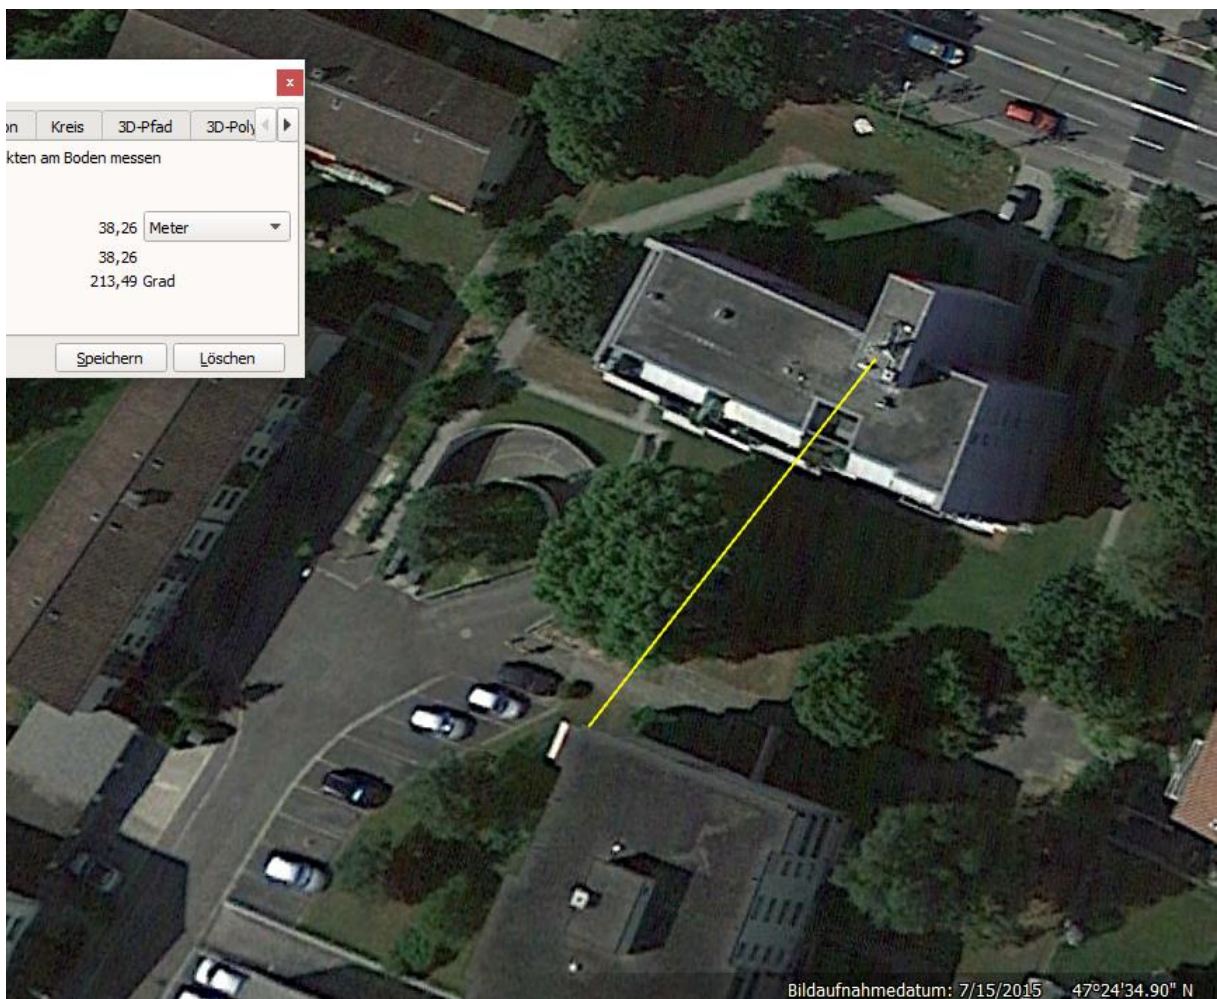 x
on Kreis 3D-Pfad 3D-Poly
kten am Boden messen
38,26 Meter
38,26
213,49 Grad
Speichern Löschen
Bildaufnahmedatum: 7/15/2015 47°24'34.90" N